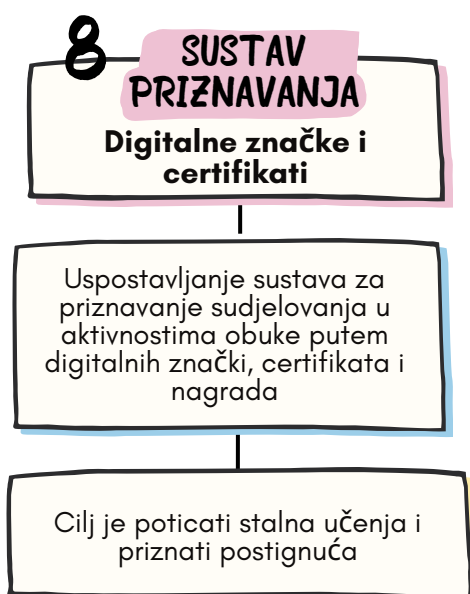 8
SUSTAV
PRIZNAVANJA
Digitalne značke i
certifikati
Uspostavljanje sustava za
priznavanje sudjelovanja u
aktivnostima obuke putem
digitalnih znački, certifikata i
nagrada
Cilj je poticati stalna učenja i
priznati postignuća